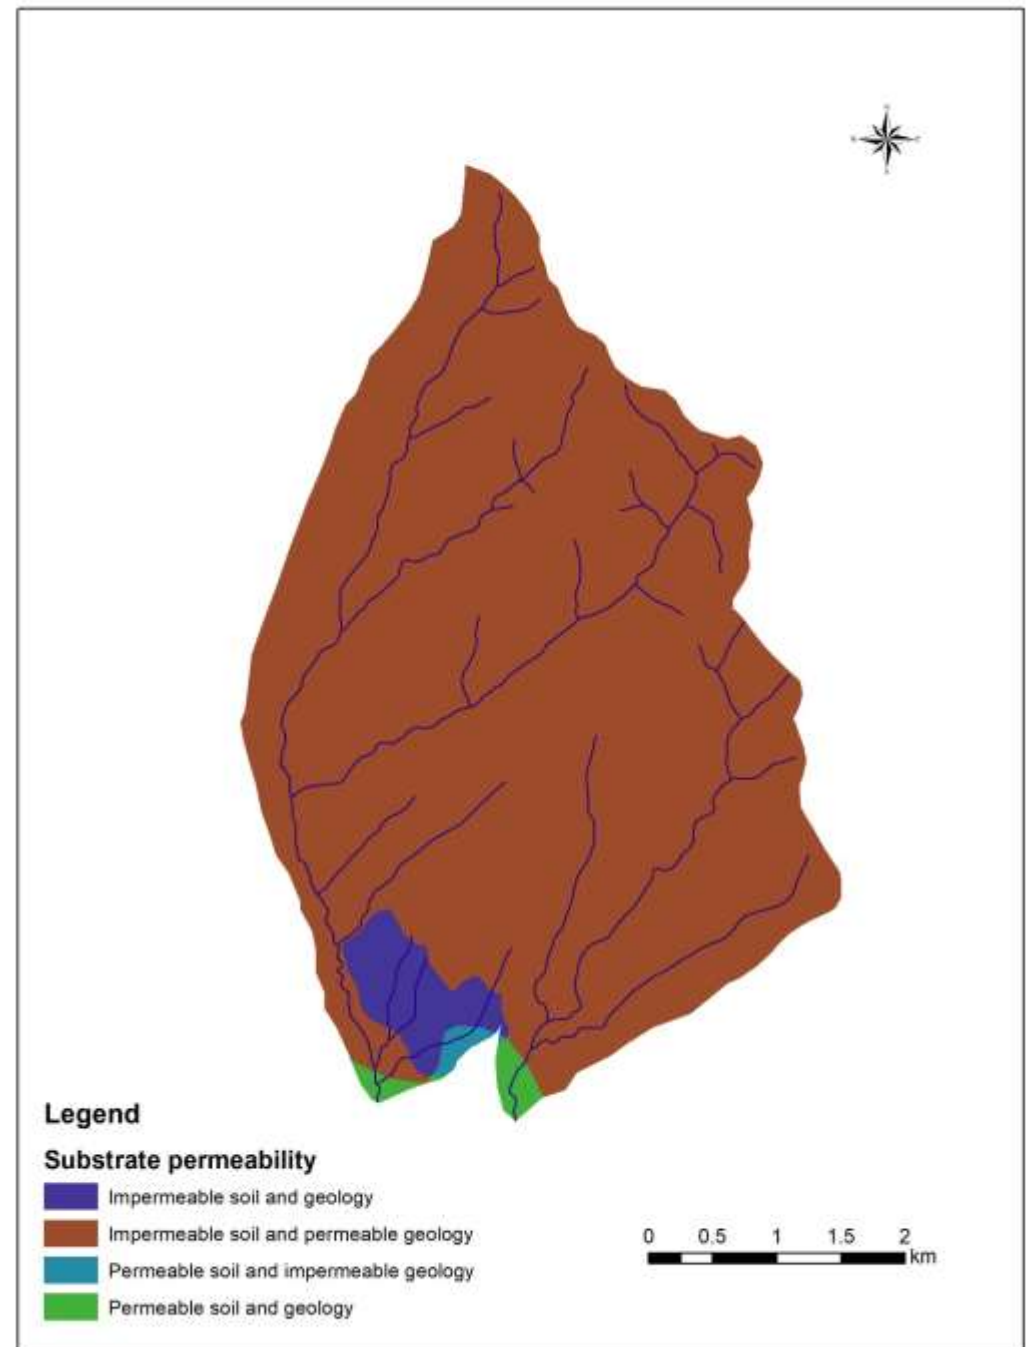 Legend
Substrate permeability
Impermeable soil and geology
Impermeable soil and permeable geology
Permeable soil and impermeable geology
Permeable soil and geology
0 0.5 1 1.5 2
km